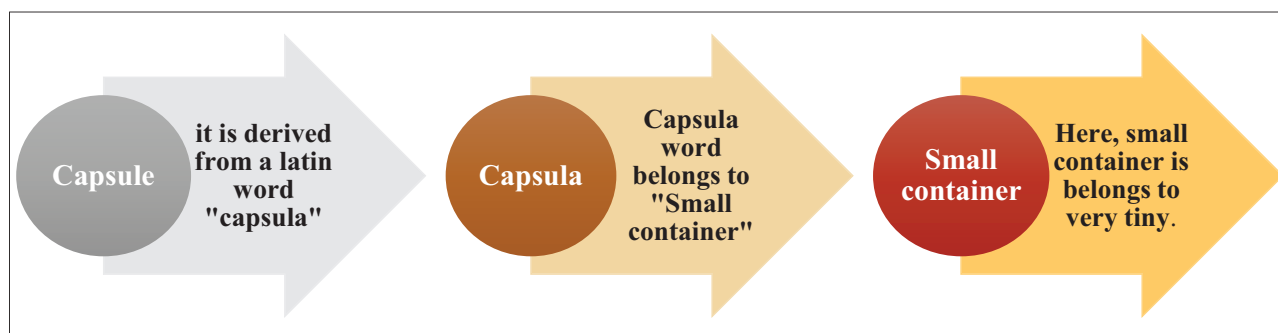 Capsule
it is derived
from a latin
word
"capsula"
Capsula
Capsula
word
belongs to
"Small
container"
Small
container
Here, small
container is
belongs to
very tiny.